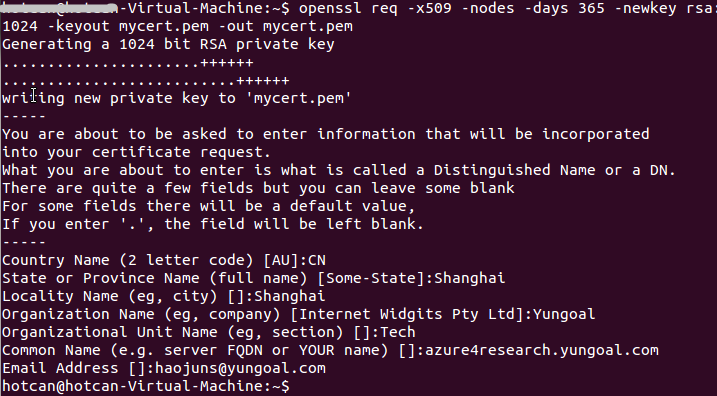 hotcan@hotcan-Virtual-Machine:~$ openssl req -x509 -nodes -days 365 -newkey rsa:
1024 -keyout mycert.pem -out mycert.pem
Generating a 1024 bit RSA private key
......................++++++
..........................++++++
writing new private key to 'mycert.pem'
-----
You are about to be asked to enter information that will be incorporated
into your certificate request.
What you are about to enter is what is called a Distinguished Name or a DN.
There are quite a few fields but you can leave some blank
For some fields there will be a default value,
If you enter '.', the field will be left blank.
-----
Country Name (2 letter code) [AU]:CN
State or Province Name (full name) [Some-State]:Shanghai
Locality Name (eg, city) []:Shanghai
Organization Name (eg, company) [Internet Widgits Pty Ltd]:Yungoal
Organizational Unit Name (eg, section) []:Tech
Common Name (e.g. server FQDN or YOUR name) []:azure4research.yungoal.com
Email Address []:haojuns@yungoal.com
hotcan@hotcan-Virtual-Machine:~$